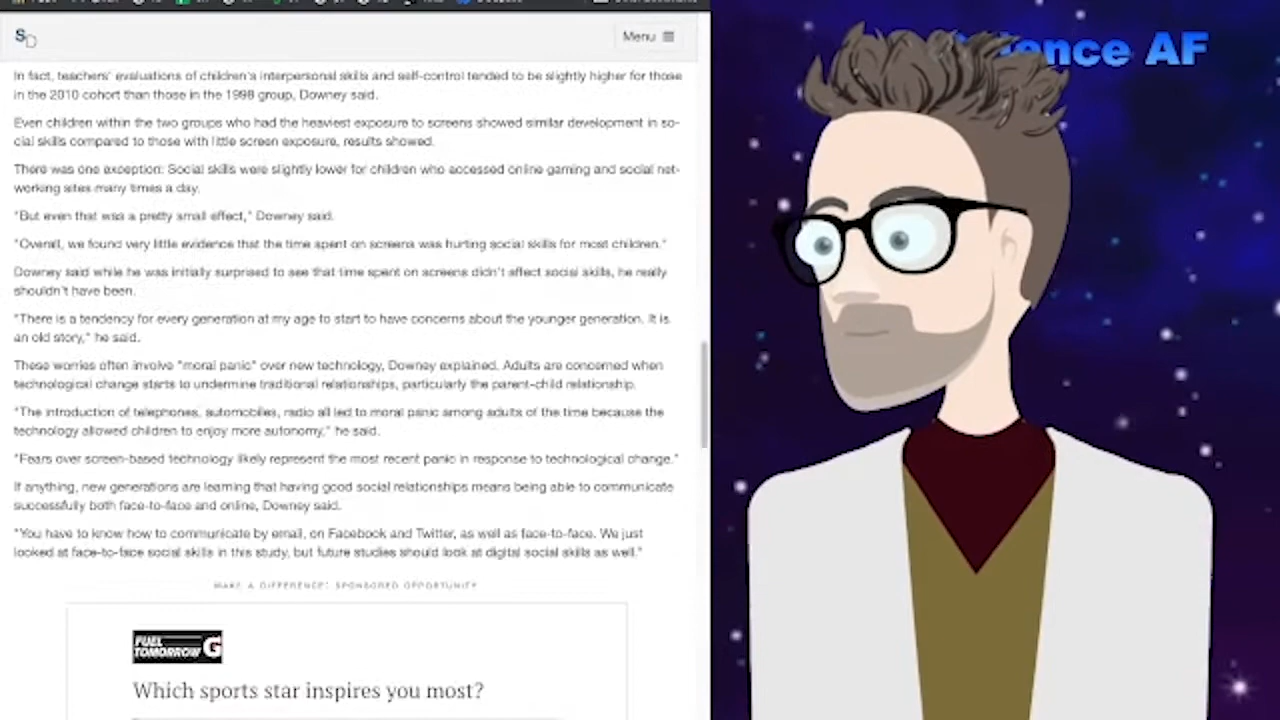 SD
Menu
In fact, teachers' evaluations of children's interpersonal skills and self-control tended to be slightly higher for those
in the 2010 cohort than those in the 1998 group, Downey said.
Even children within the two groups who had the heaviest exposure to screens showed similar development in so-
cial skills compared to those with little screen exposure, results showed.
There was one exception: Social skills were slightly lower for children who accessed online gaming and social net-
working sites many times a day.
"But even that was a pretty small effect," Downey said.
"Overall, we found very little evidence that the time spent on screens was hurting social skills for most children."
Downey said while he was initially surprised to see that time spent on screens didn't affect social skills, he really
shouldn't have been.
"There is a tendency for every generation at my age to start to have concerns about the younger generation. It is
an old story," he said.
These worries often involve "moral panic" over new technology, Downey explained. Adults are concerned when
technological change starts to undermine traditional relationships, particularly the parent-child relationship.
"The introduction of telephones, automobiles, radio all led to moral panic among adults of the time because the
technology allowed children to enjoy more autonomy," he said.
"Fears over screen-based technology likely represent the most recent panic in response to technological change."
If anything, new generations are learning that having good social relationships means being able to communicate
successfully both face-to-face and online, Downey said.
"You have to know how to communicate by email, on Facebook and Twitter, as well as face-to-face. We just
looked at face-to-face social skills in this study, but future studies should look at digital social skills as well."
MAKE A DIFFERENCE: SPONSORED OPPORTUNITY
FUEL
TOMORROW G
Which sports star inspires you most?
AF